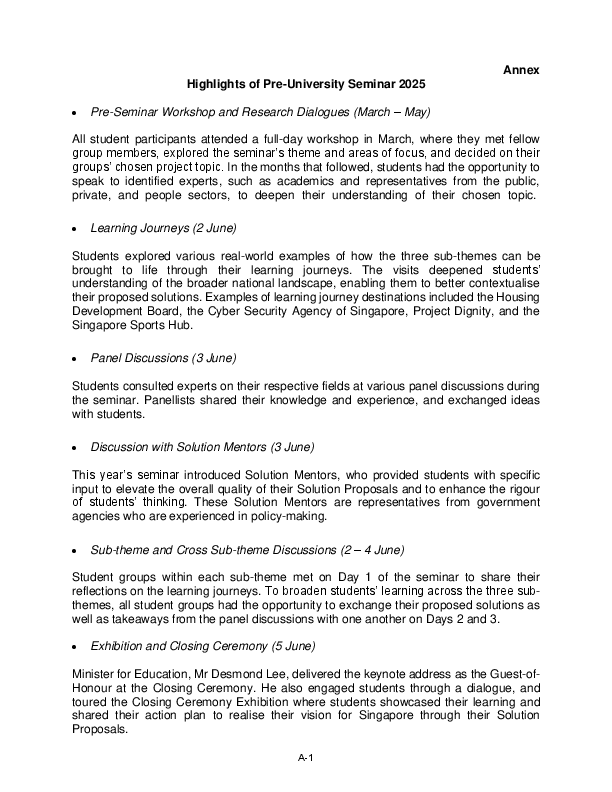 Annex
Highlights of Pre-University Seminar 2025
• Pre-Seminar Workshop and Research Dialogues (March – May)
All student participants attended a full-day workshop in March, where they met fellow
group members, explored the seminar’s theme and areas of focus, and decided on their
groups’ chosen project topic. In the months that followed, students had the opportunity to
speak to identified experts, such as academics and representatives from the public,
private, and people sectors, to deepen their understanding of their chosen topic.
• Learning Journeys (2 June)
Students explored various real-world examples of how the three sub-themes can be
brought to life through their learning journeys. The visits deepened students’
understanding of the broader national landscape, enabling them to better contextualise
their proposed solutions. Examples of learning journey destinations included the Housing
Development Board, the Cyber Security Agency of Singapore, Project Dignity, and the
Singapore Sports Hub.
• Panel Discussions (3 June)
Students consulted experts on their respective fields at various panel discussions during
the seminar. Panellists shared their knowledge and experience, and exchanged ideas
with students.
• Discussion with Solution Mentors (3 June)
This year’s seminar introduced Solution Mentors, who provided students with specific
input to elevate the overall quality of their Solution Proposals and to enhance the rigour
of students’ thinking. These Solution Mentors are representatives from government
agencies who are experienced in policy-making.
• Sub-theme and Cross Sub-theme Discussions (2 – 4 June)
Student groups within each sub-theme met on Day 1 of the seminar to share their
reflections on the learning journeys. To broaden students’ learning across the three sub-
themes, all student groups had the opportunity to exchange their proposed solutions as
well as takeaways from the panel discussions with one another on Days 2 and 3.
• Exhibition and Closing Ceremony (5 June)
Minister for Education, Mr Desmond Lee, delivered the keynote address as the Guest-of-
Honour at the Closing Ceremony. He also engaged students through a dialogue, and
toured the Closing Ceremony Exhibition where students showcased their learning and
shared their action plan to realise their vision for Singapore through their Solution
Proposals.
A-1